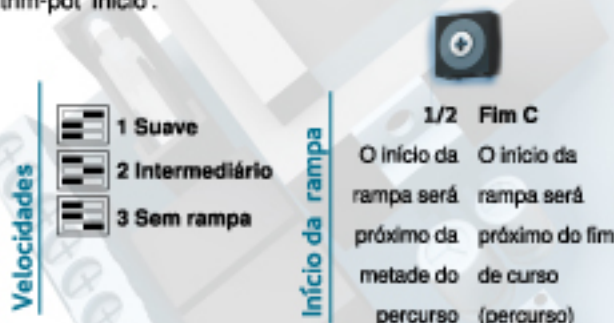 trim-pot "Início".
Velocidades
1 Suave
2 Intermediário
3 Sem rampa
Início da rampa
1/2 Fim C
O início da O inicio da
rampa será rampa será
próximo da próximo do fim
metade do de curso
percurso (percurso)